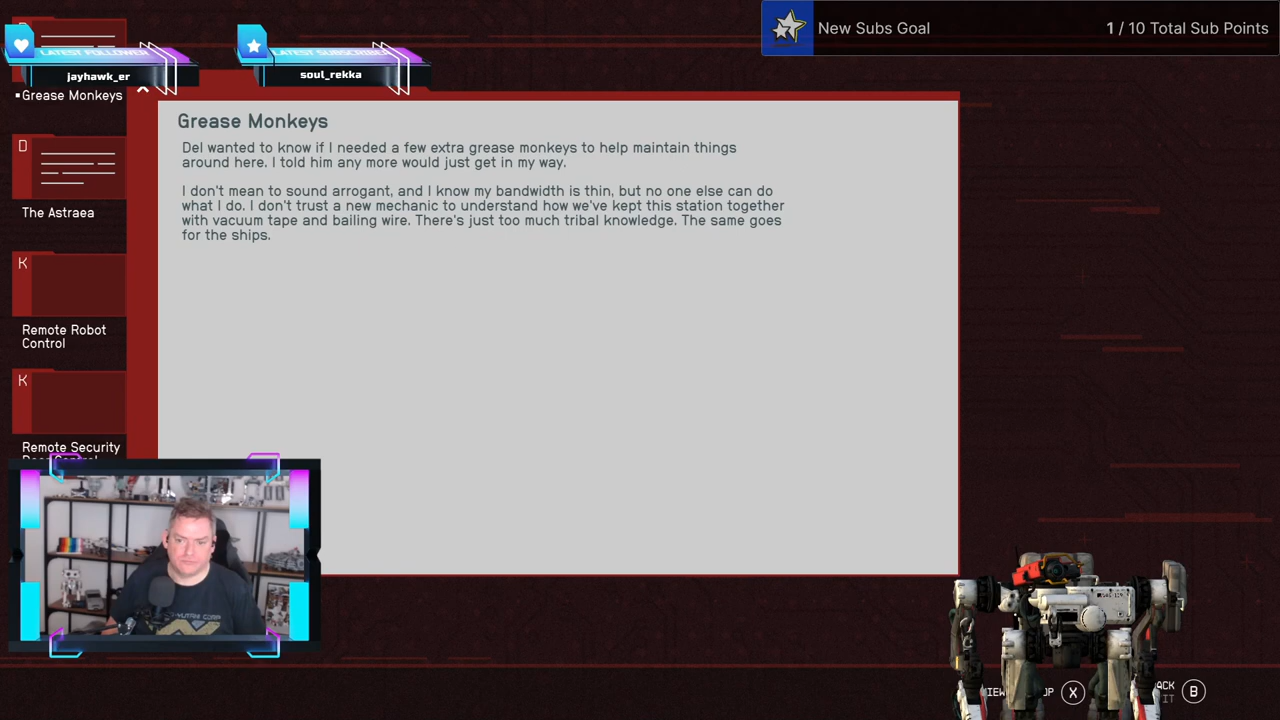 New Subs Goal
1 / 10 Total Sub Points
LATEST FOLLOWER
LATEST SUBSCRIBER
jayhawk_er
soul_rekka
Grease Monkeys
D
The Astraea
K
Remote Robot
Control
K
Remote Security
Grease Monkeys
Del wanted to know if I needed a few extra grease monkeys to help maintain things
around here. I told him any more would just get in my way.
I don't mean to sound arrogant, and I know my bandwidth is thin, but no one else can do
what I do. I don't trust a new mechanic to understand how we've kept this station together
with vacuum tape and bailing wire. There's just too much tribal knowledge. The same goes
for the ships.
X
B